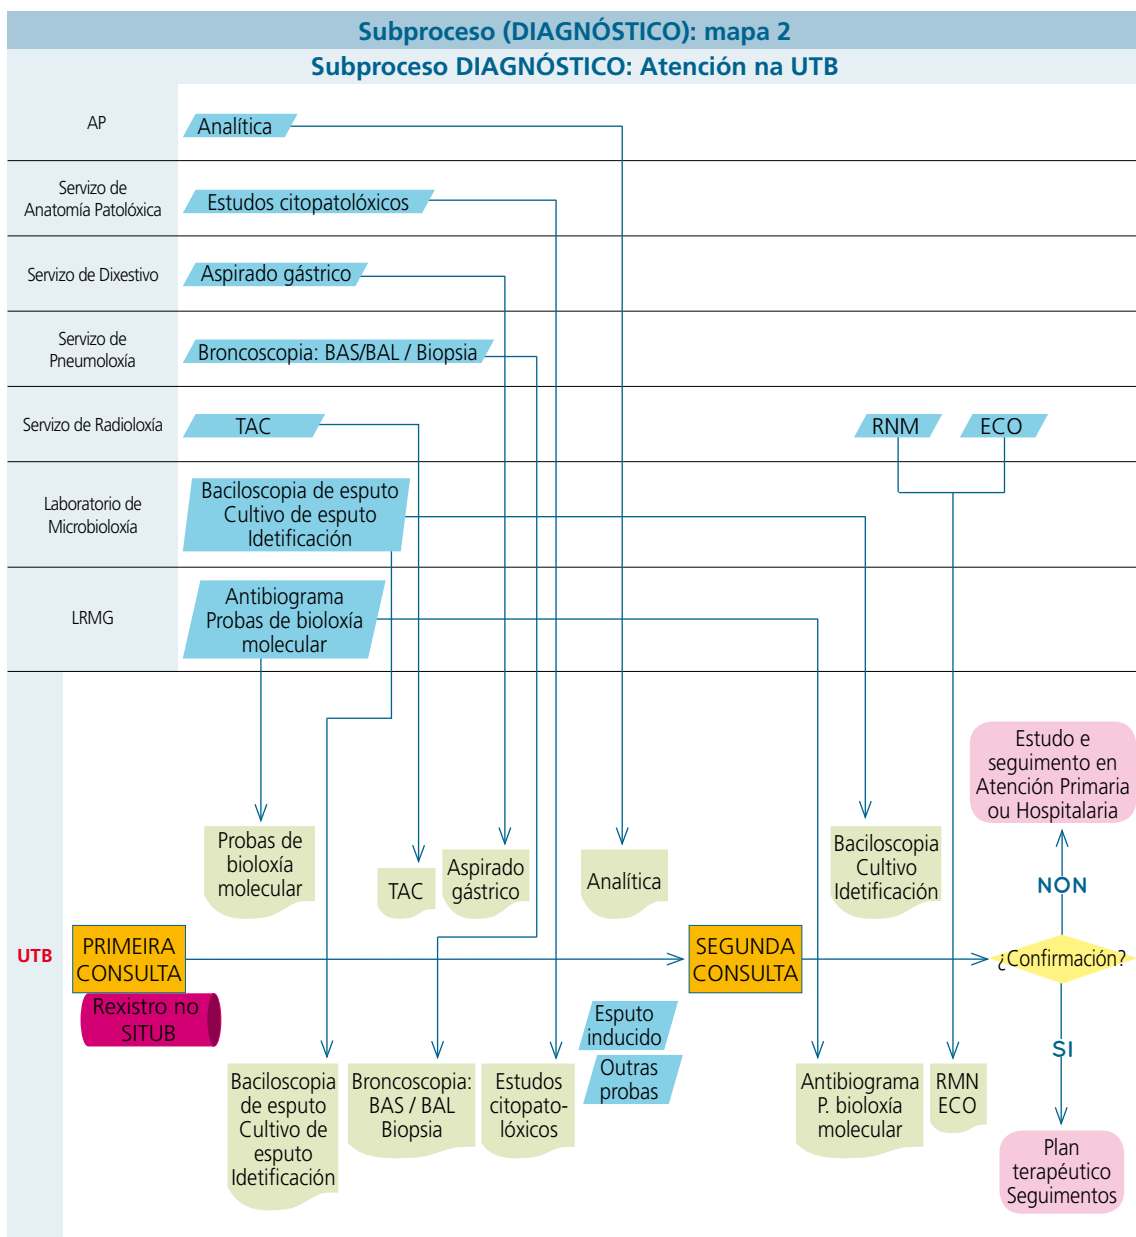 Subproceso (DIAGNÓSTICO): mapa 2
Subproceso DIAGNÓSTICO: Atención na UTB
AP
Analítica
Servizo de
Anatomía Patolóxica
Estudos citopatolóxicos
Servizo de Dixestivo
Aspirado gástrico
Servizo de
Pneumoloxía
Broncoscopia: BAS/BAL / Biopsia
Servizo de Radioloxía
TAC
RNM
ECO
Laboratorio de
Microbioloxía
Baciloscopia de esputo
Cultivo de esputo
Idetificación
LRMG
Antibiograma
Probas de bioloxía
molecular
UTB
Probas de
bioloxía
molecular
TAC
Aspirado
gástrico
Analítica
Baciloscopia
Cultivo
Idetificación
Estudo e
seguimento en
Atención Primaria
ou Hospitalaria
NON
PRIMEIRA
CONSULTA
Rexistro no
SITUB
SEGUNDA
CONSULTA
¿Confirmación?
SI
Baciloscopia
de esputo
Cultivo de
esputo
Idetificación
Broncoscopia:
BAS / BAL
Biopsia
Estudos
citopato-
lóxicos
Esputo
inducido
Outras
probas
Antibiograma
P. bioloxía
molecular
RMN
ECO
Plan
terapéutico
Seguimentos